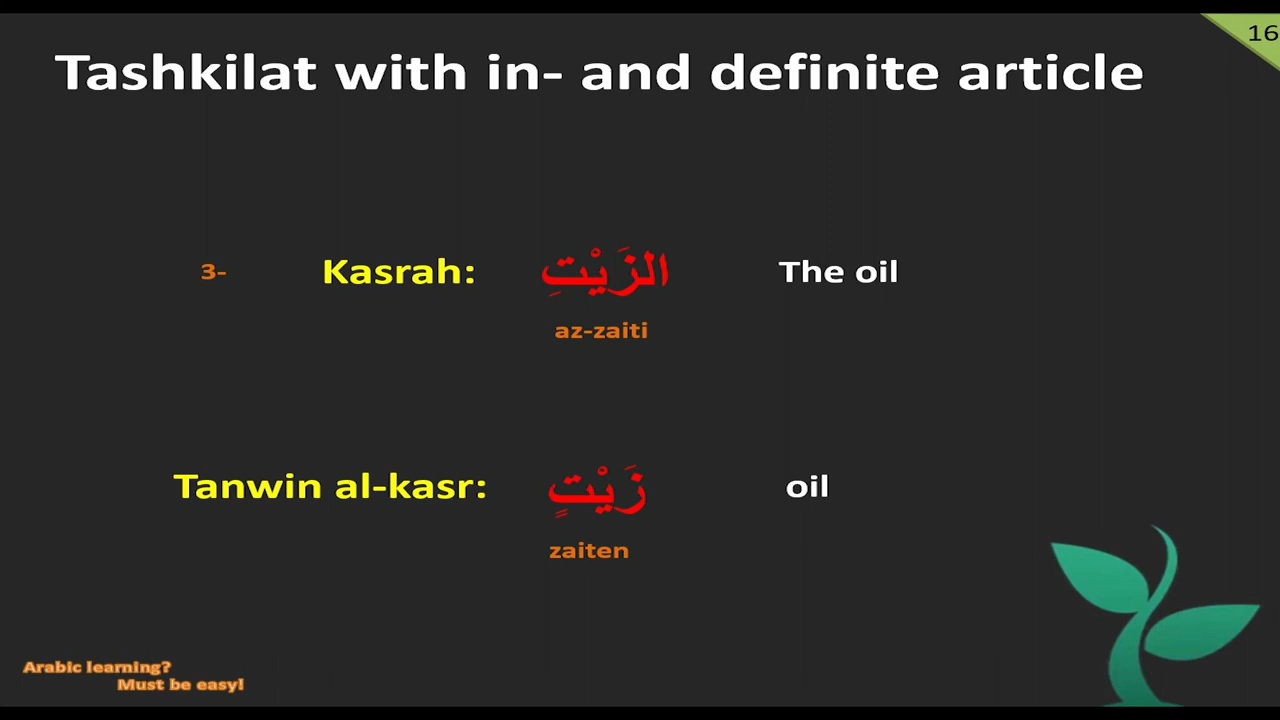 16
Tashkilat with in- and definite article
3- Kasrah: الزَيْتِ The oil
az-zaiti
Tanwin al-kasr: زَيْتٍ oil
zaiten
Arabic learning?
Must be easy!